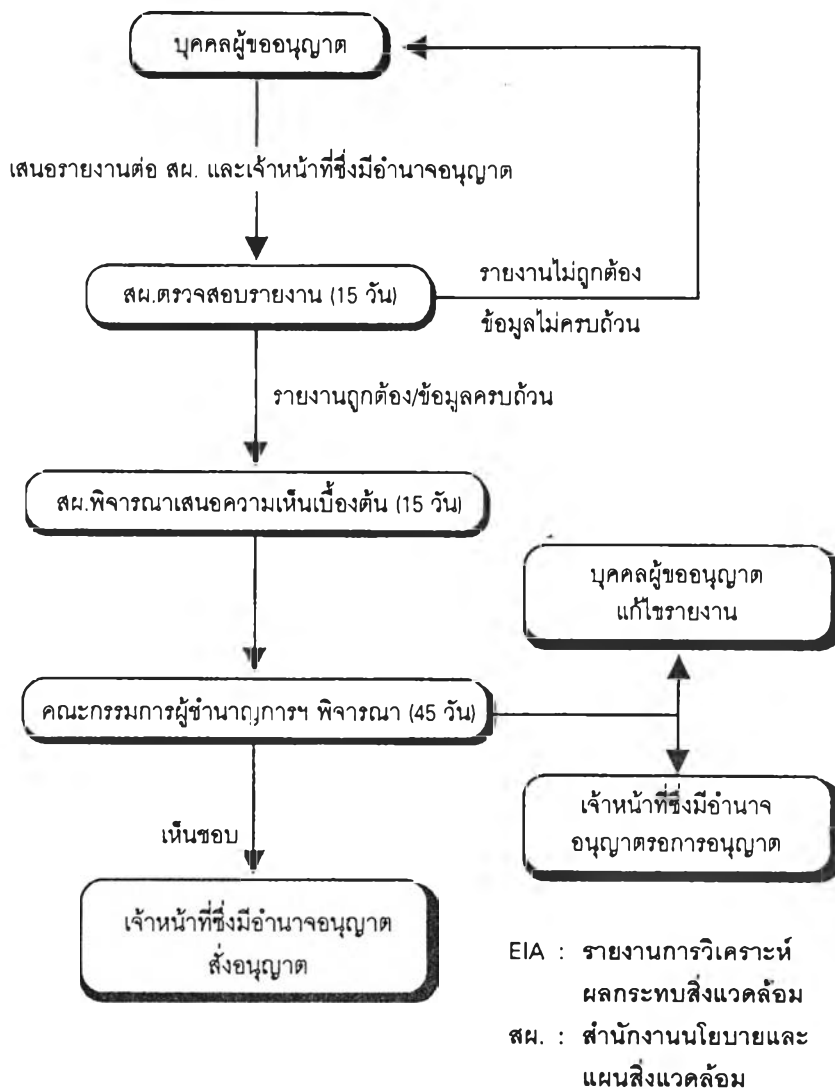 บุคคลผู้ขออนุญาต
เสนอรายงานต่อ สผ. และเจ้าหน้าที่ซึ่งมีอำนาจอนุญาต
สผ.ตรวจสอบรายงาน (15 วัน)
รายงานไม่ถูกต้อง
ข้อมูลไม่ครบถ้วน
รายงานถูกต้อง/ข้อมูลครบถ้วน
สผ.พิจารณาเสนอความเห็นเบื้องต้น (15 วัน)
บุคคลผู้ขออนุญาต
แก้ไขรายงาน
คณะกรรมการผู้ชำนาญการฯ พิจารณา (45 วัน)
เจ้าหน้าที่ซึ่งมีอำนาจ
อนุญาตรอการอนุญาต
เห็นชอบ
เจ้าหน้าที่ซึ่งมีอำนาจอนุญาต
สั่งอนุญาต
EIA : รายงานการวิเคราะห์
ผลกระทบสิ่งแวดล้อม
สผ. : สำนักงานนโยบายและ
แผนสิ่งแวดล้อม